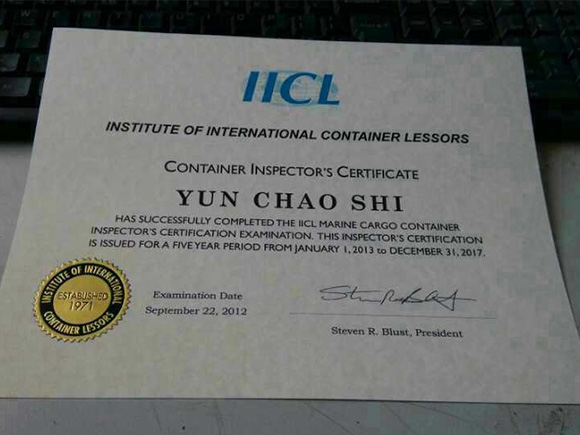 IICL
INSTITUTE OF INTERNATIONAL CONTAINER LESSORS
CONTAINER INSPECTOR'S CERTIFICATE
YUN CHAO SHI
HAS SUCCESSFULLY COMPLETED THE IICL MARINE CARGO CONTAINER
INSPECTOR'S CERTIFICATION EXAMINATION. THIS INSPECTOR'S CERTIFICATION
IS ISSUED FOR A FIVE YEAR PERIOD FROM JANUARY 1, 2013 to DECEMBER 31, 2017.
INSTITUTE OF INTERNATIONAL
ESTABLISHED
1971
CONTAINER LESSORS
Examination Date
September 22, 2012
Steven R. Blust, President